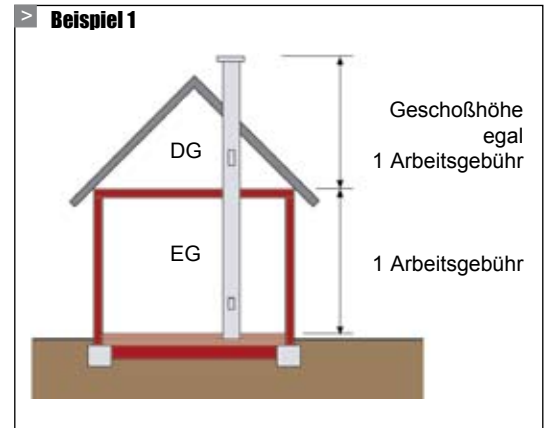 > Beispiel 1
Geschoßhöhe
egal
1 Arbeitsgebühr
DG
EG
1 Arbeitsgebühr